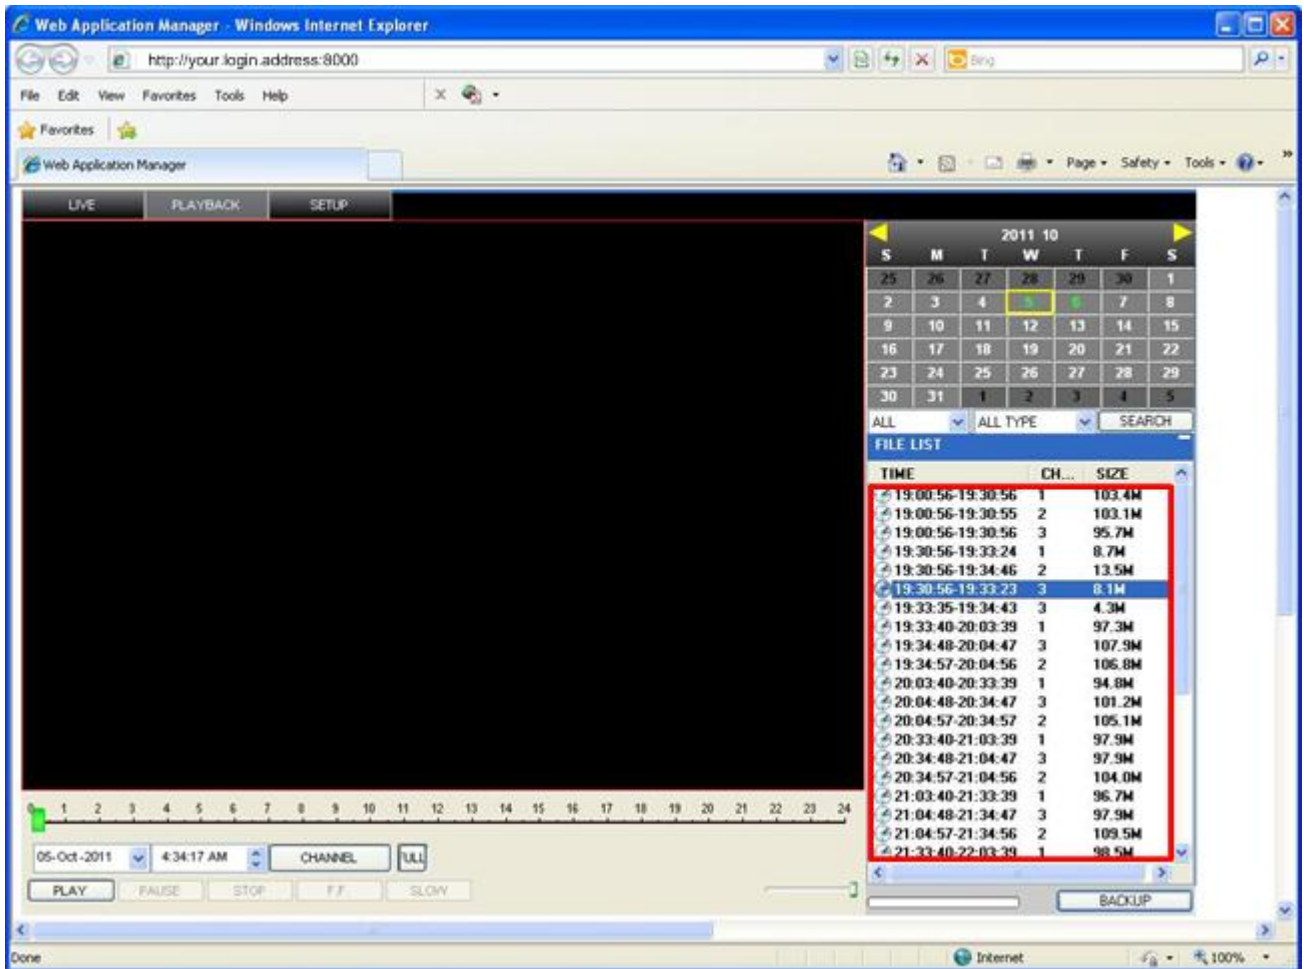 Web Application Manager - Windows Internet Explorer
http://your.login.address:8000
Bing
File Edit View Favorites Tools Help
Favorites
Web Application Manager
Page Safety Tools
LIVE PLAYBACK SETUP
2011 10
S M T W T F S
25 26 27 28 29 30 1
2 3 4 5 6 7 8
9 10 11 12 13 14 15
16 17 18 19 20 21 22
23 24 25 26 27 28 29
30 31 1 2 3 4 5
ALL ALL TYPE SEARCH
FILE LIST
TIME CH... SIZE
19:00:56-19:30:56 1 103.4M
19:00:56-19:30:55 2 103.1M
19:00:56-19:30:56 3 95.7M
19:30:56-19:33:24 1 8.7M
19:30:56-19:34:46 2 13.5M
19:30:56-19:33:23 3 8.1M
19:33:35-19:34:43 3 4.3M
19:33:40-20:03:39 1 97.3M
19:34:48-20:04:47 3 107.9M
19:34:57-20:04:56 2 106.8M
20:03:40-20:33:39 1 94.8M
20:04:48-20:34:47 3 101.2M
20:04:57-20:34:57 2 105.1M
20:33:40-21:03:39 1 97.9M
20:34:48-21:04:47 3 97.9M
20:34:57-21:04:56 2 104.0M
21:03:40-21:33:39 1 96.7M
21:04:48-21:34:47 3 97.9M
21:04:57-21:34:56 2 109.5M
21:33:40-22:03:39 1 98.5M
0 1 2 3 4 5 6 7 8 9 10 11 12 13 14 15 16 17 18 19 20 21 22 23 24
05-Oct-2011 4:34:17 AM CHANNEL ULL
PLAY PAUSE STOP F.F SLOW
BACKUP
Done Internet 100%